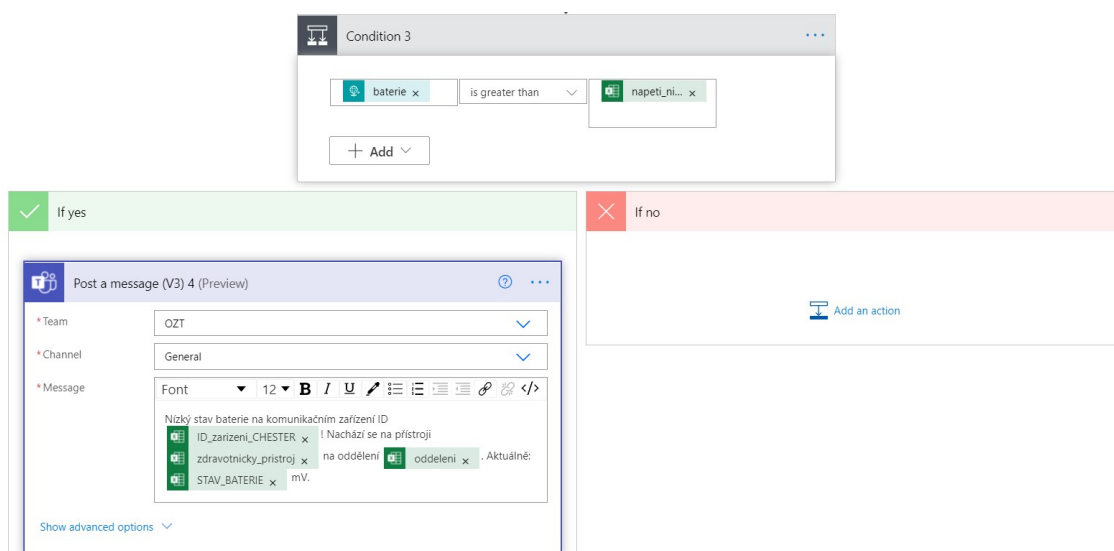 Condition 3
baterie × is greater than napeti_ni... ×
Add
If yes
If no
Post a message (V3) 4 (Preview)
*Team OZT
*Channel General
*Message Font 12 B I U
Nízký stav baterie na komunikačním zařízení ID
ID_zarizeni_CHESTER × ! Nachází se na přístroji
zdravotnicky_pristroj × na oddělení oddeleni × . Aktuálně:
STAV_BATERIE × mV.
Show advanced options
Add an action